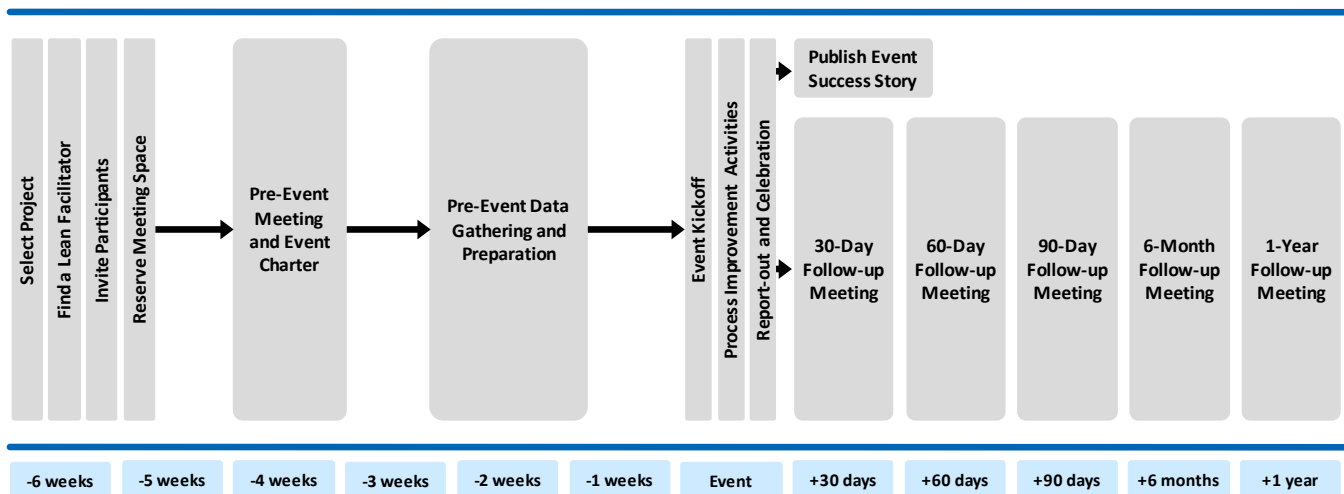 Select Project
Find a Lean Facilitator
Invite Participants
Reserve Meeting Space
Pre-Event
Meeting
and Event
Charter
Pre-Event Data
Gathering and
Preparation
Event Kickoff
Process Improvement Activities
Report-out and Celebration
Publish Event
Success Story
30-Day
Follow-up
Meeting
60-Day
Follow-up
Meeting
90-Day
Follow-up
Meeting
6-Month
Follow-up
Meeting
1-Year
Follow-up
Meeting
-6 weeks
-5 weeks
-4 weeks
-3 weeks
-2 weeks
-1 weeks
Event
+30 days
+60 days
+90 days
+6 months
+1 year